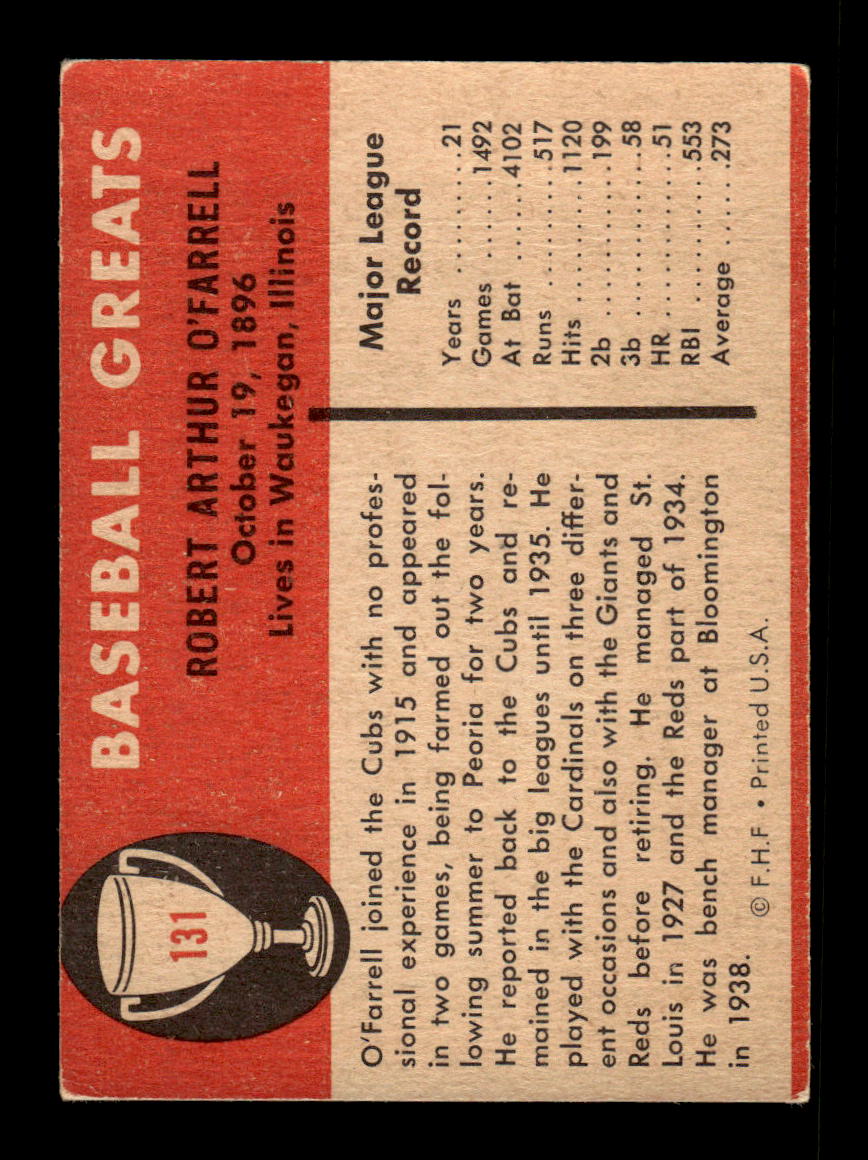 BASEBALL GREATS
ROBERT ARTHUR O'FARRELL
October 19, 1896
Lives in Waukegan, Illinois
131
O'Farrell joined the Cubs with no profes-
sional experience in 1915 and appeared
in two games, being farmed out the fol-
lowing summer to Peoria for two years.
He reported back to the Cubs and re-
mained in the big leagues until 1935. He
played with the Cardinals on three differ-
ent occasions and also with the Giants and
Reds before retiring. He managed St.
Louis in 1927 and the Reds part of 1934.
He was bench manager at Bloomington
in 1938.
Major League
Record
Years .........21
Games ......1492
At Bat ......4102
Runs ........517
Hits ........1120
2b ..........199
3b ...........58
HR ..........51
RBI .........553
Average ......273
© F.H.F • Printed U.S.A.